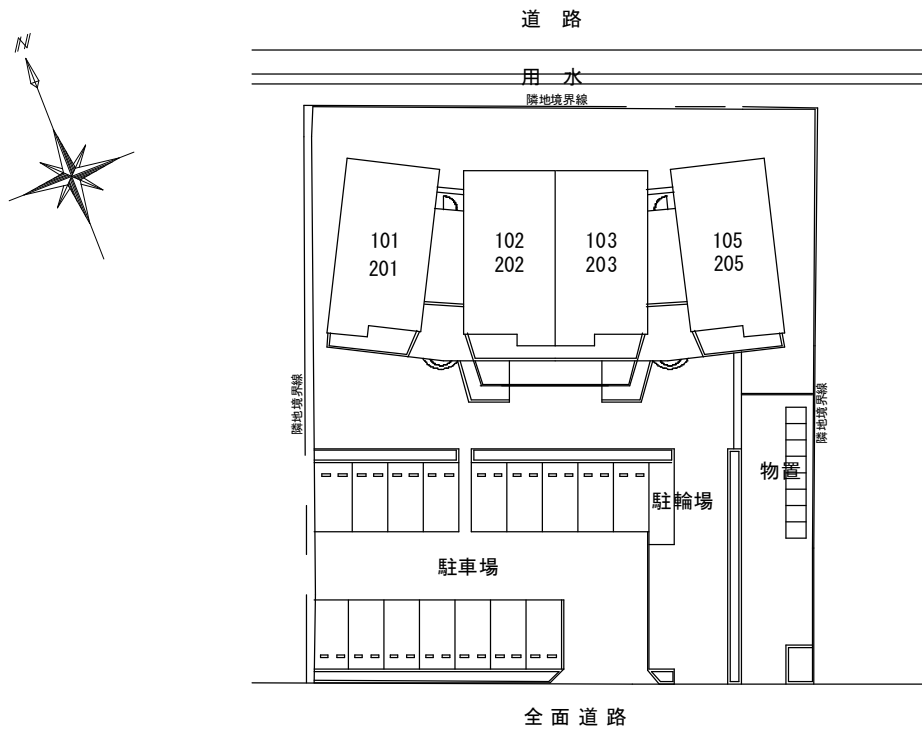 道 路
N
用 水
隣地境界線
101
201
102
202
103
203
105
205
隣地境界線
隣地境界線
物置
駐輪場
駐車場
全面道路